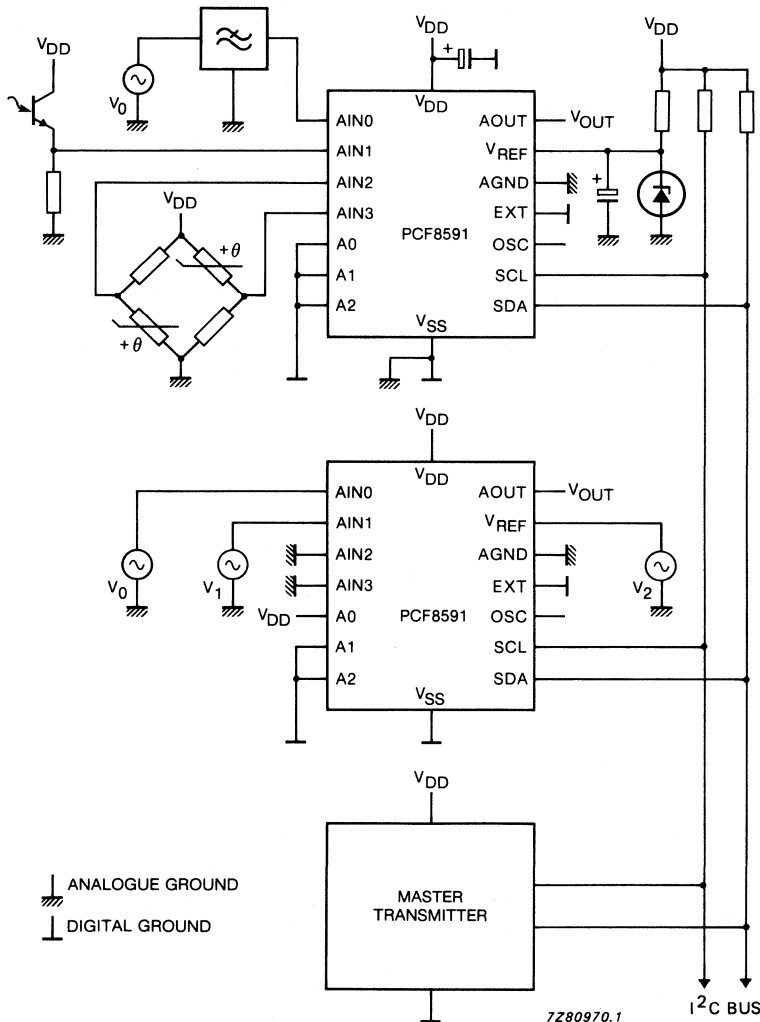 VDD
V0
VDD
VDD
AIN0
AIN1
AIN2
AIN3
A0
A1
A2
VDD
PCF8591
VSS
AOUT
VREF
AGND
EXT
OSC
SCL
SDA
VOUT
+
+
VDD
+θ
+θ
VDD
VDD
AIN0
AIN1
AIN2
AIN3
A0
A1
A2
PCF8591
VSS
AOUT
VREF
AGND
EXT
OSC
SCL
SDA
VOUT
V0
V1
VDD
V2
VDD
MASTER
TRANSMITTER
ANALOGUE GROUND
DIGITAL GROUND
7Z80970.1
I2C BUS